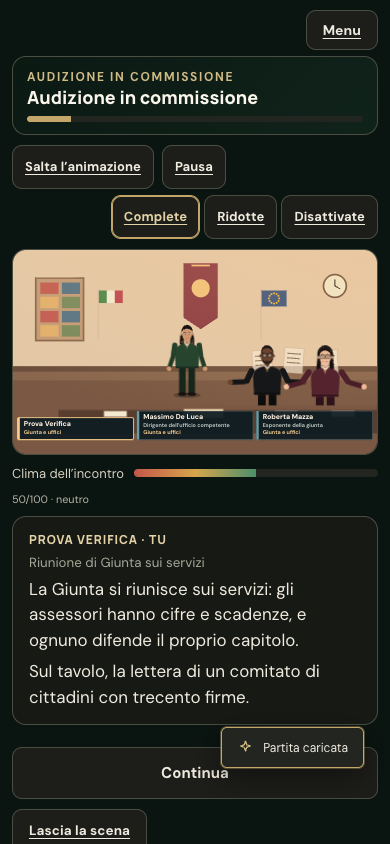 Menu
AUDIZIONE IN COMMISSIONE
Audizione in commissione
Salta l’animazione
Pausa
Complete
Ridotte
Disattivate
Prova Verifica
Giunta e uffici
Massimo De Luca
Dirigente dell'ufficio competente
Giunta e uffici
Roberta Mazza
Esponente della giunta
Giunta e uffici
Clima dell’incontro
50/100 · neutro
PROVA VERIFICA · TU
Riunione di Giunta sui servizi
La Giunta si riunisce sui servizi: gli
assessori hanno cifre e scadenze, e
ognuno difende il proprio capitolo.
Sul tavolo, la lettera di un comitato di
cittadini con trecento firme.
Partita caricata
Continua
Lascia la scena